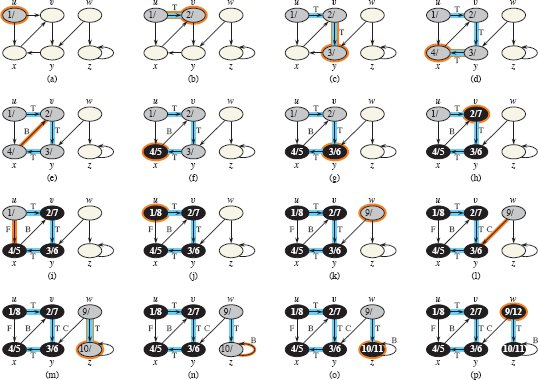 u v w u v w u v w u v w
1/ 1/ T 2/ 1/ T 2/ 1/ T 2/
T T
3/ 4/ T 3/
x y z x y z x y z x y z
(a) (b) (c) (d)
u v w u v w u v w u v w
1/ T 2/ 1/ T 2/ 1/ T 2/ 1/ T 2/7
B T B T B T B T
4/ T 3/ 4/5 T 3/ 4/5 T 3/6 4/5 T 3/6
x y z x y z x y z x y z
(e) (f) (g) (h)
u v w u v w u v w u v w
1/ T 2/7 1/8 T 2/7 1/8 T 2/7 9/ 1/8 T 2/7 9/
F B T F B T F B T F B T C
4/5 T 3/6 4/5 T 3/6 4/5 T 3/6 4/5 T 3/6
x y z x y z x y z x y z
(i) (j) (k) (l)
u v w u v w u v w u v w
1/8 T 2/7 9/ 1/8 T 2/7 9/ 1/8 T 2/7 9/ 1/8 T 2/7 9/12
F B T C T F B T C T F B T C T F B T C T
4/5 T 3/6 10/ 4/5 T 3/6 10/ B 4/5 T 3/6 10/11 B 4/5 T 3/6 10/11 B
x y z x y z x y z x y z
(m) (n) (o) (p)